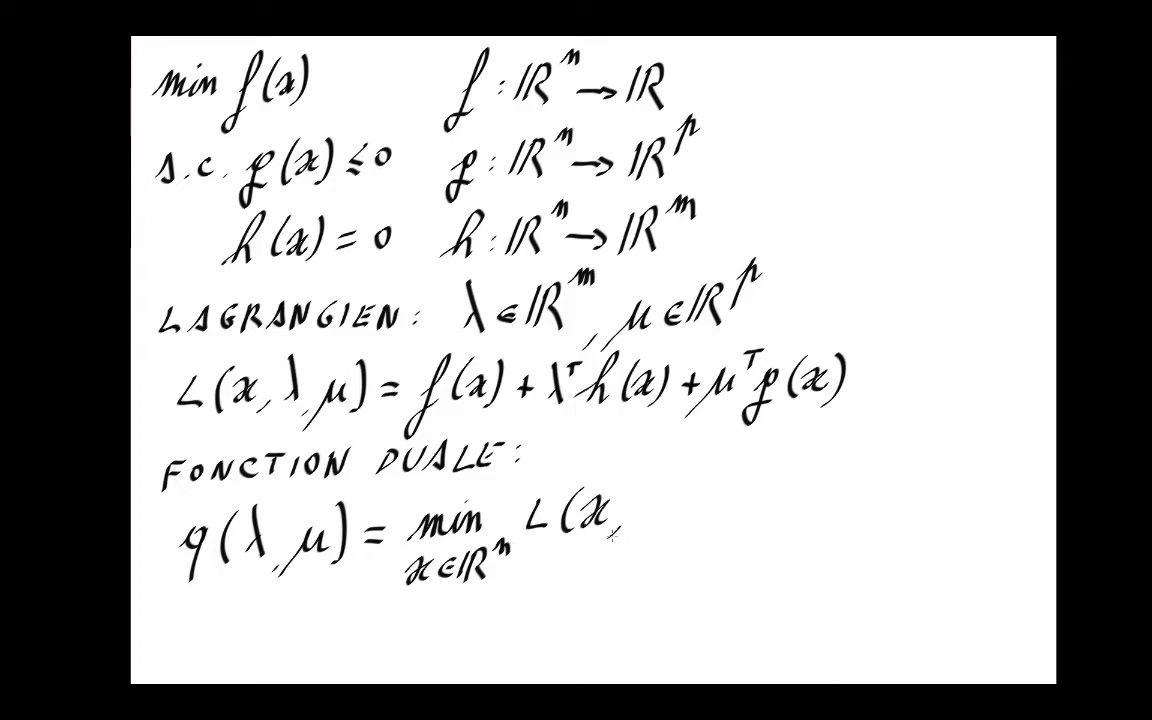 min f(x) f : ℝⁿ → ℝ
s.c. g(x) ≤ 0 g : ℝⁿ → ℝᵖ
h(x) = 0 h : ℝⁿ → ℝᵐ
LAGRANGIEN : λ ∈ ℝᵐ, μ ∈ ℝᵖ
L(x, λ, μ) = f(x) + λᵀh(x) + μᵀg(x)
FONCTION DUALE :
q(λ, μ) = min L(x,
x∈ℝⁿ